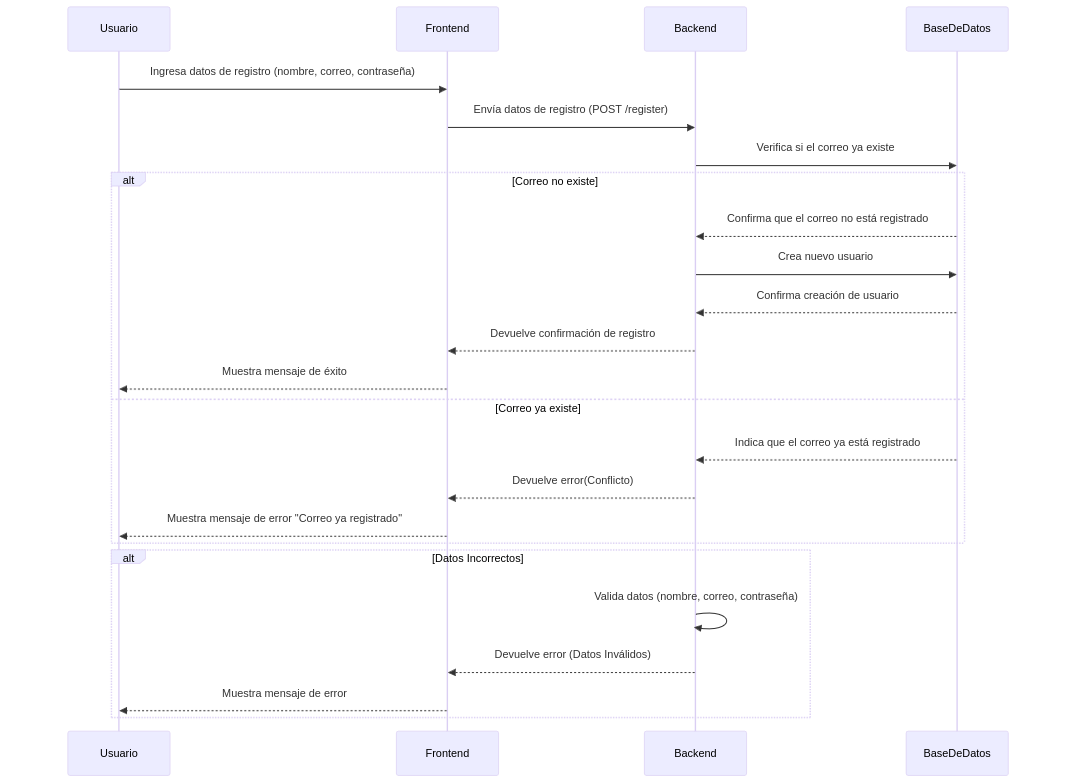 Usuario
Frontend
Backend
BaseDeDatos
Ingresa datos de registro (nombre, correo, contraseña)
Envía datos de registro (POST /register)
Verifica si el correo ya existe
alt
[Correo no existe]
Confirma que el correo no está registrado
Crea nuevo usuario
Confirma creación de usuario
Devuelve confirmación de registro
Muestra mensaje de éxito
[Correo ya existe]
Indica que el correo ya está registrado
Devuelve error(Conflicto)
Muestra mensaje de error "Correo ya registrado"
alt
[Datos Incorrectos]
Valida datos (nombre, correo, contraseña)
Devuelve error (Datos Inválidos)
Muestra mensaje de error
Usuario
Frontend
Backend
BaseDeDatos